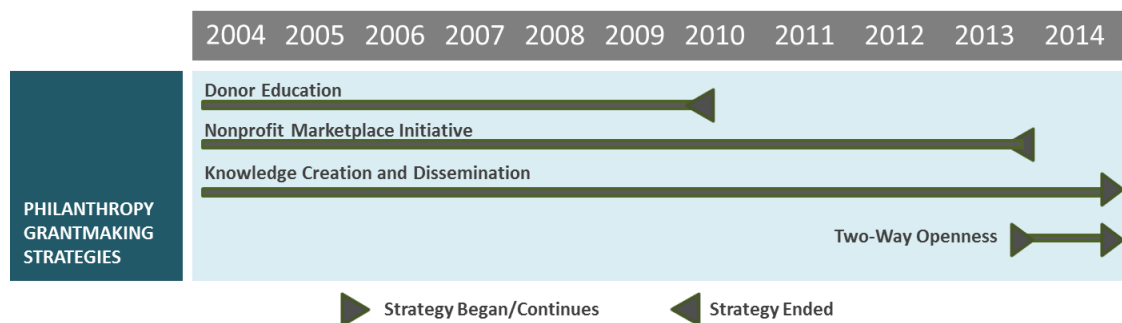 2004 2005 2006 2007 2008 2009 2010 2011 2012 2013 2014
Donor Education
Nonprofit Marketplace Initiative
Knowledge Creation and Dissemination
PHILANTHROPY
GRANTMAKING
STRATEGIES
Two-Way Openness
Strategy Began/Continues Strategy Ended